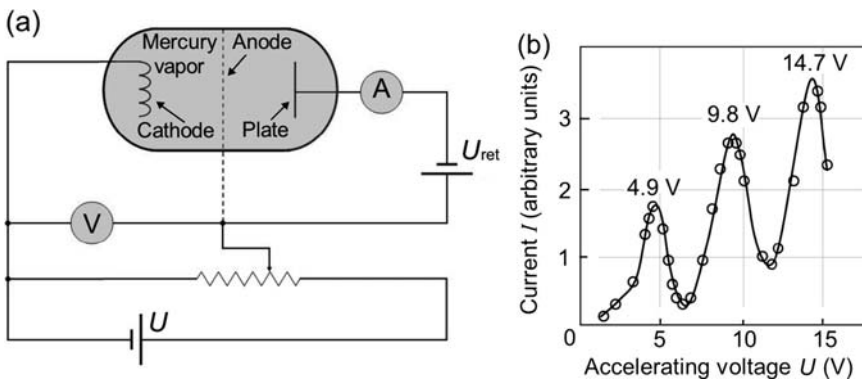 (a)
Mercury vapor
Anode
Cathode
Plate
A
U_ret
V
U
(b)
Current I (arbitrary units)
3
2
1
0
4.9 V
9.8 V
14.7 V
5
10
15
Accelerating voltage U (V)